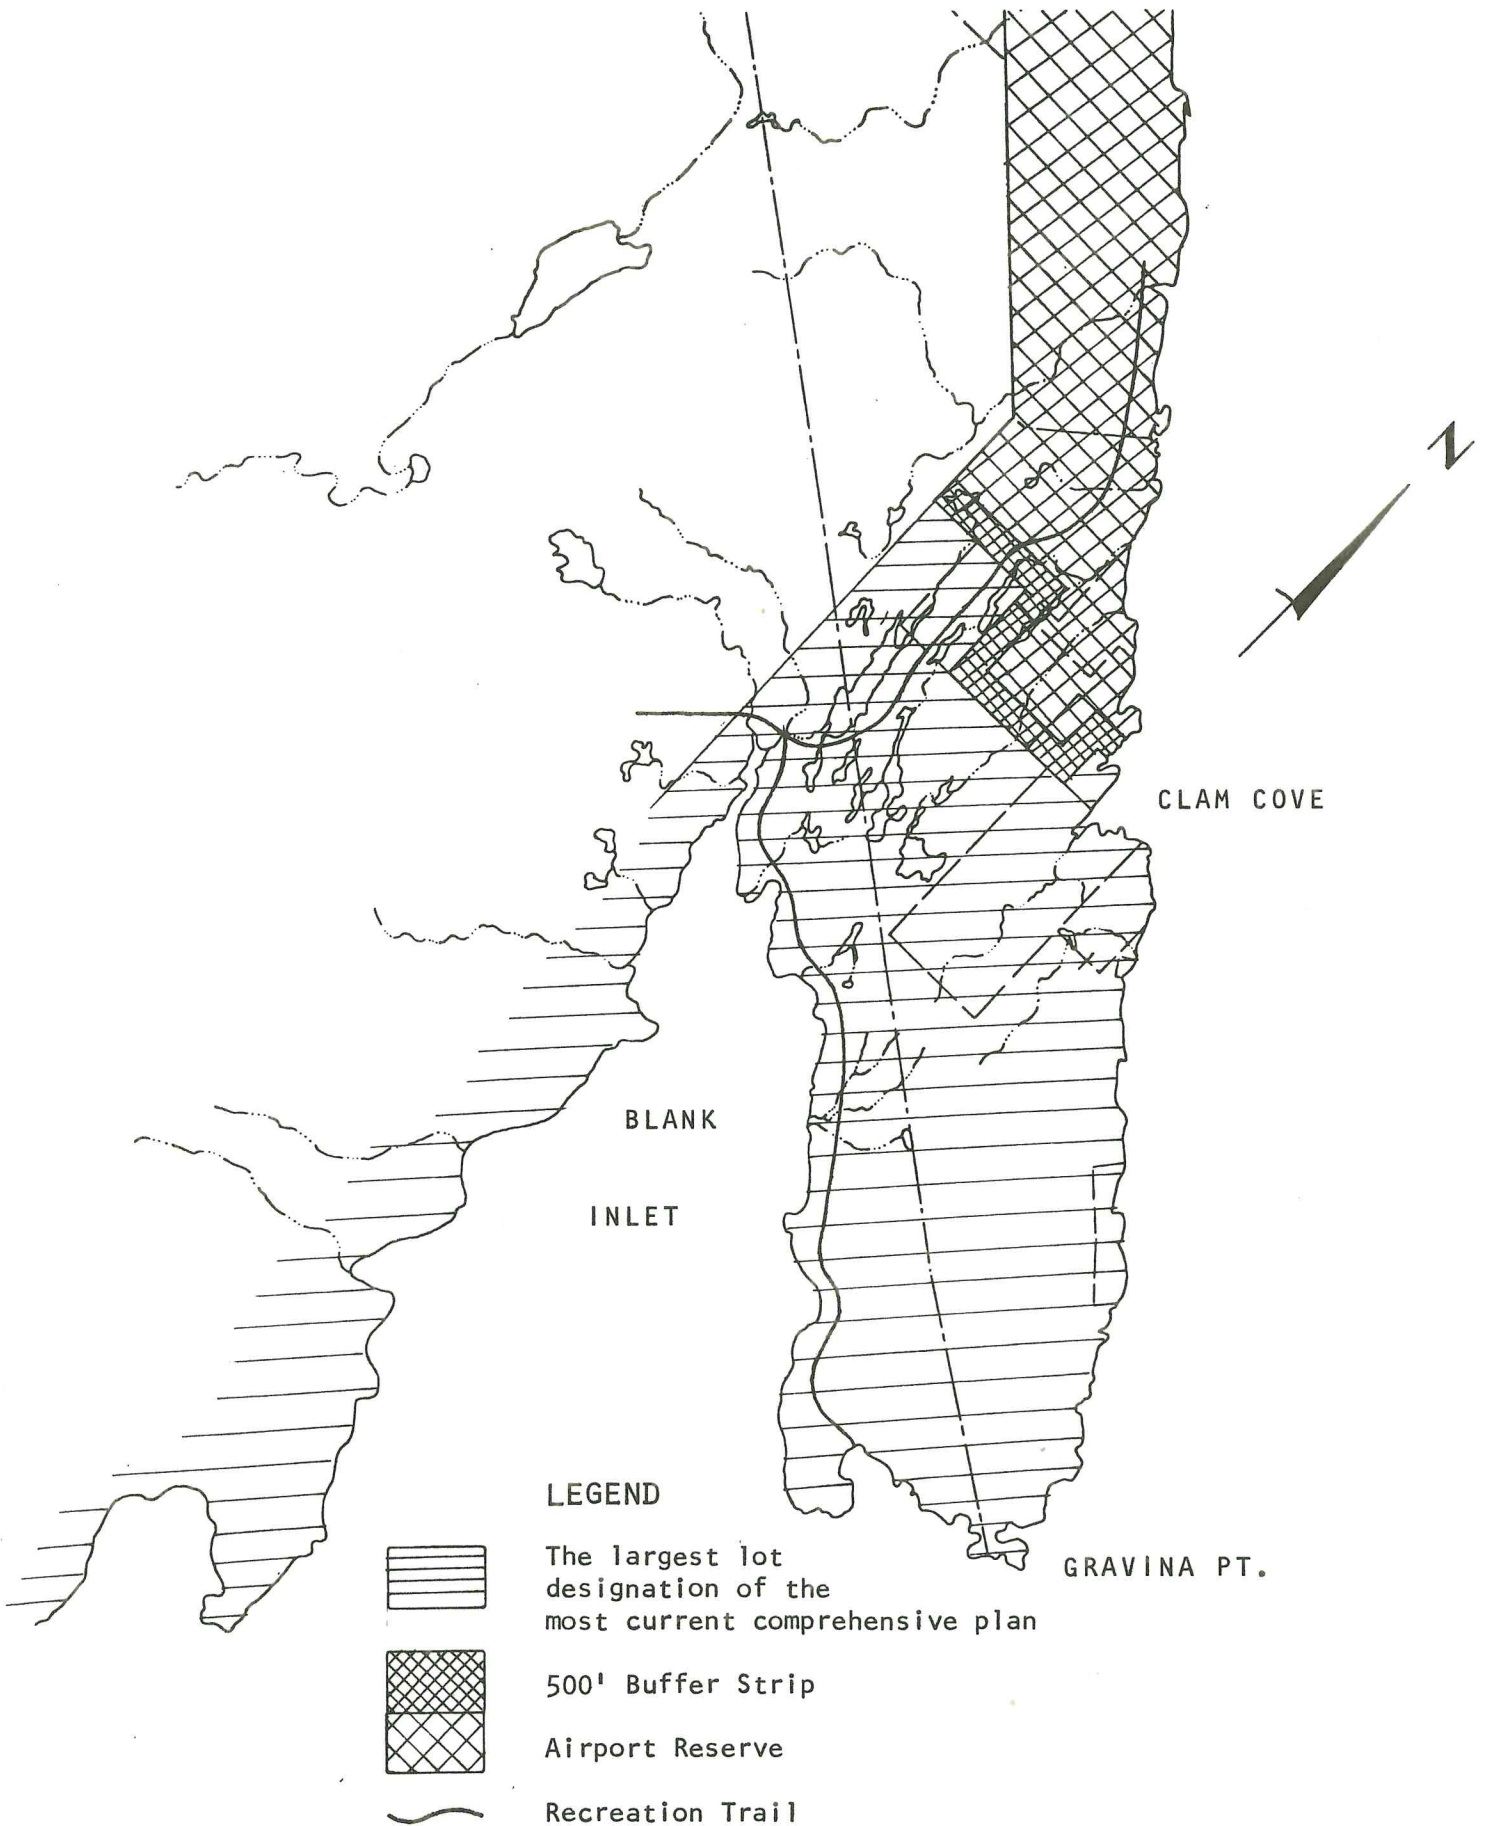 N
CLAM COVE
BLANK
INLET
LEGEND
The largest lot
designation of the
most current comprehensive plan
GRAVINA PT.
500' Buffer Strip
Airport Reserve
Recreation Trail